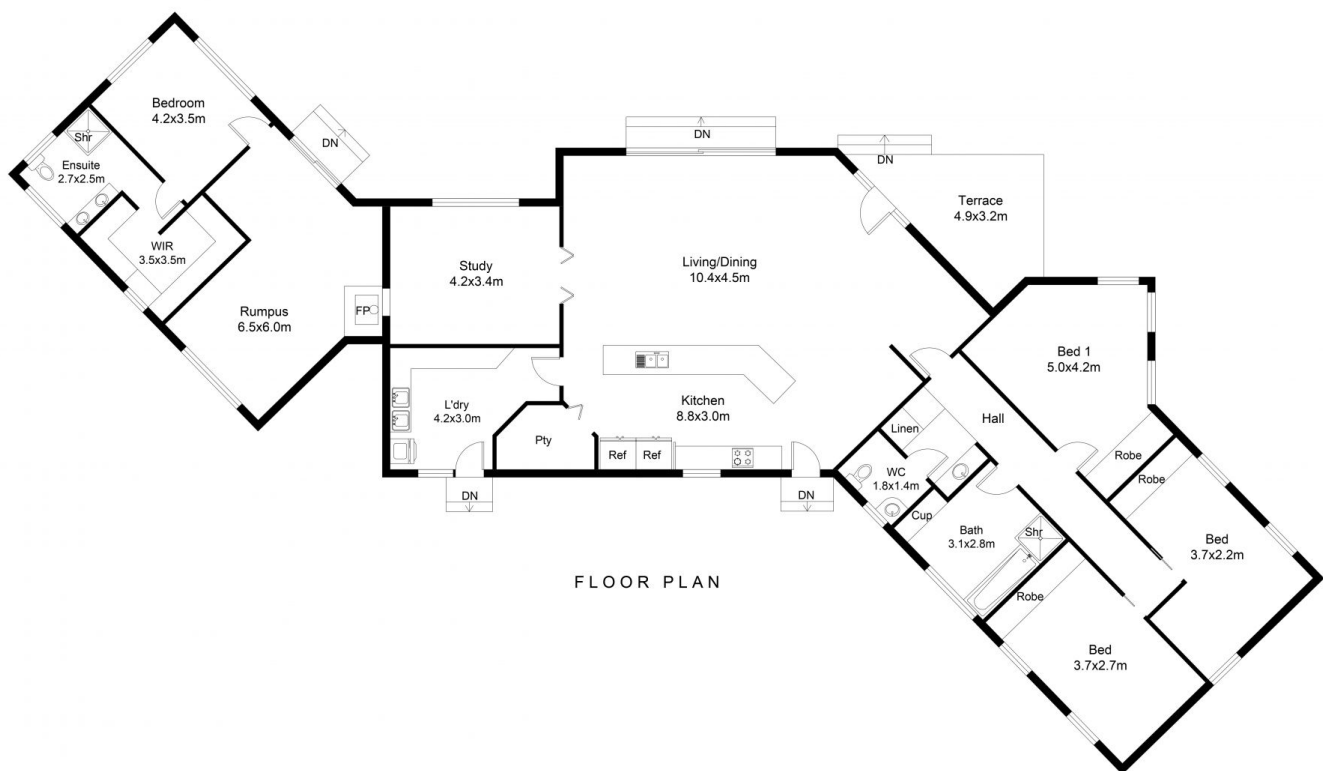 Bedroom
4.2x3.5m
Shr
Ensuite
2.7x2.5m
WIR
3.5x3.5m
Rumpus
6.5x6.0m
DN
FP
Study
4.2x3.4m
L'dry
4.2x3.0m
Pty
DN
DN
Living/Dining
10.4x4.5m
Kitchen
8.8x3.0m
Ref
Ref
DN
DN
Terrace
4.9x3.2m
Bed 1
5.0x4.2m
Hall
Linen
WC
1.8x1.4m
Cup
Bath
3.1x2.8m
Shr
Robe
Robe
Bed
3.7x2.2m
Robe
Bed
3.7x2.7m
FLOOR PLAN